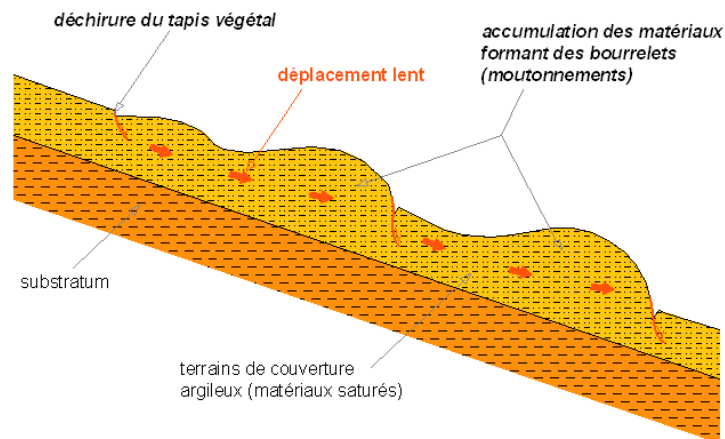 déchirure du tapis végétal
accumulation des matériaux
formant des bourrelets
(moutonnements)
déplacement lent
substratum
terrains de couverture
argileux (matériaux saturés)